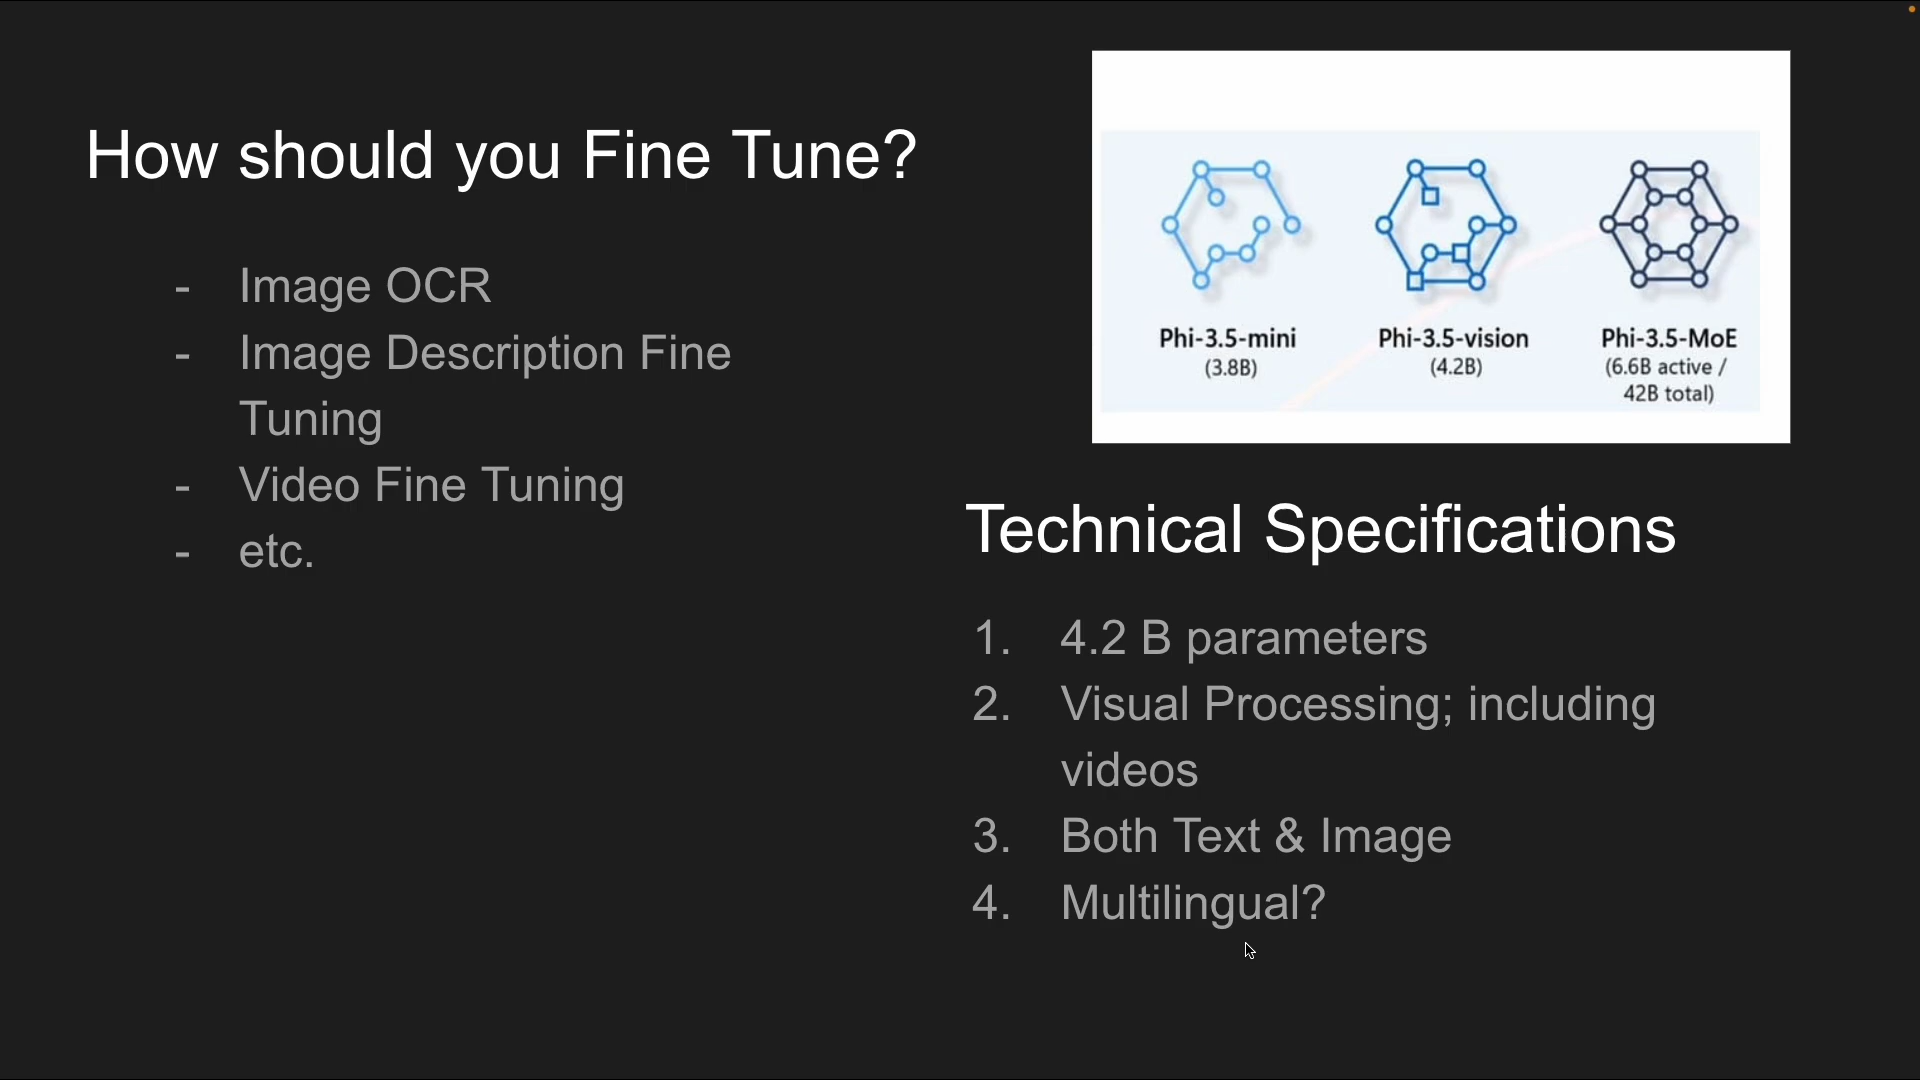 How should you Fine Tune?
- Image OCR
- Image Description Fine
Tuning
- Video Fine Tuning
- etc.
Phi-3.5-mini
(3.8B)
Phi-3.5-vision
(4.2B)
Phi-3.5-MoE
(6.6B active /
42B total)
Technical Specifications
1. 4.2 B parameters
2. Visual Processing; including
videos
3. Both Text & Image
4. Multilingual?